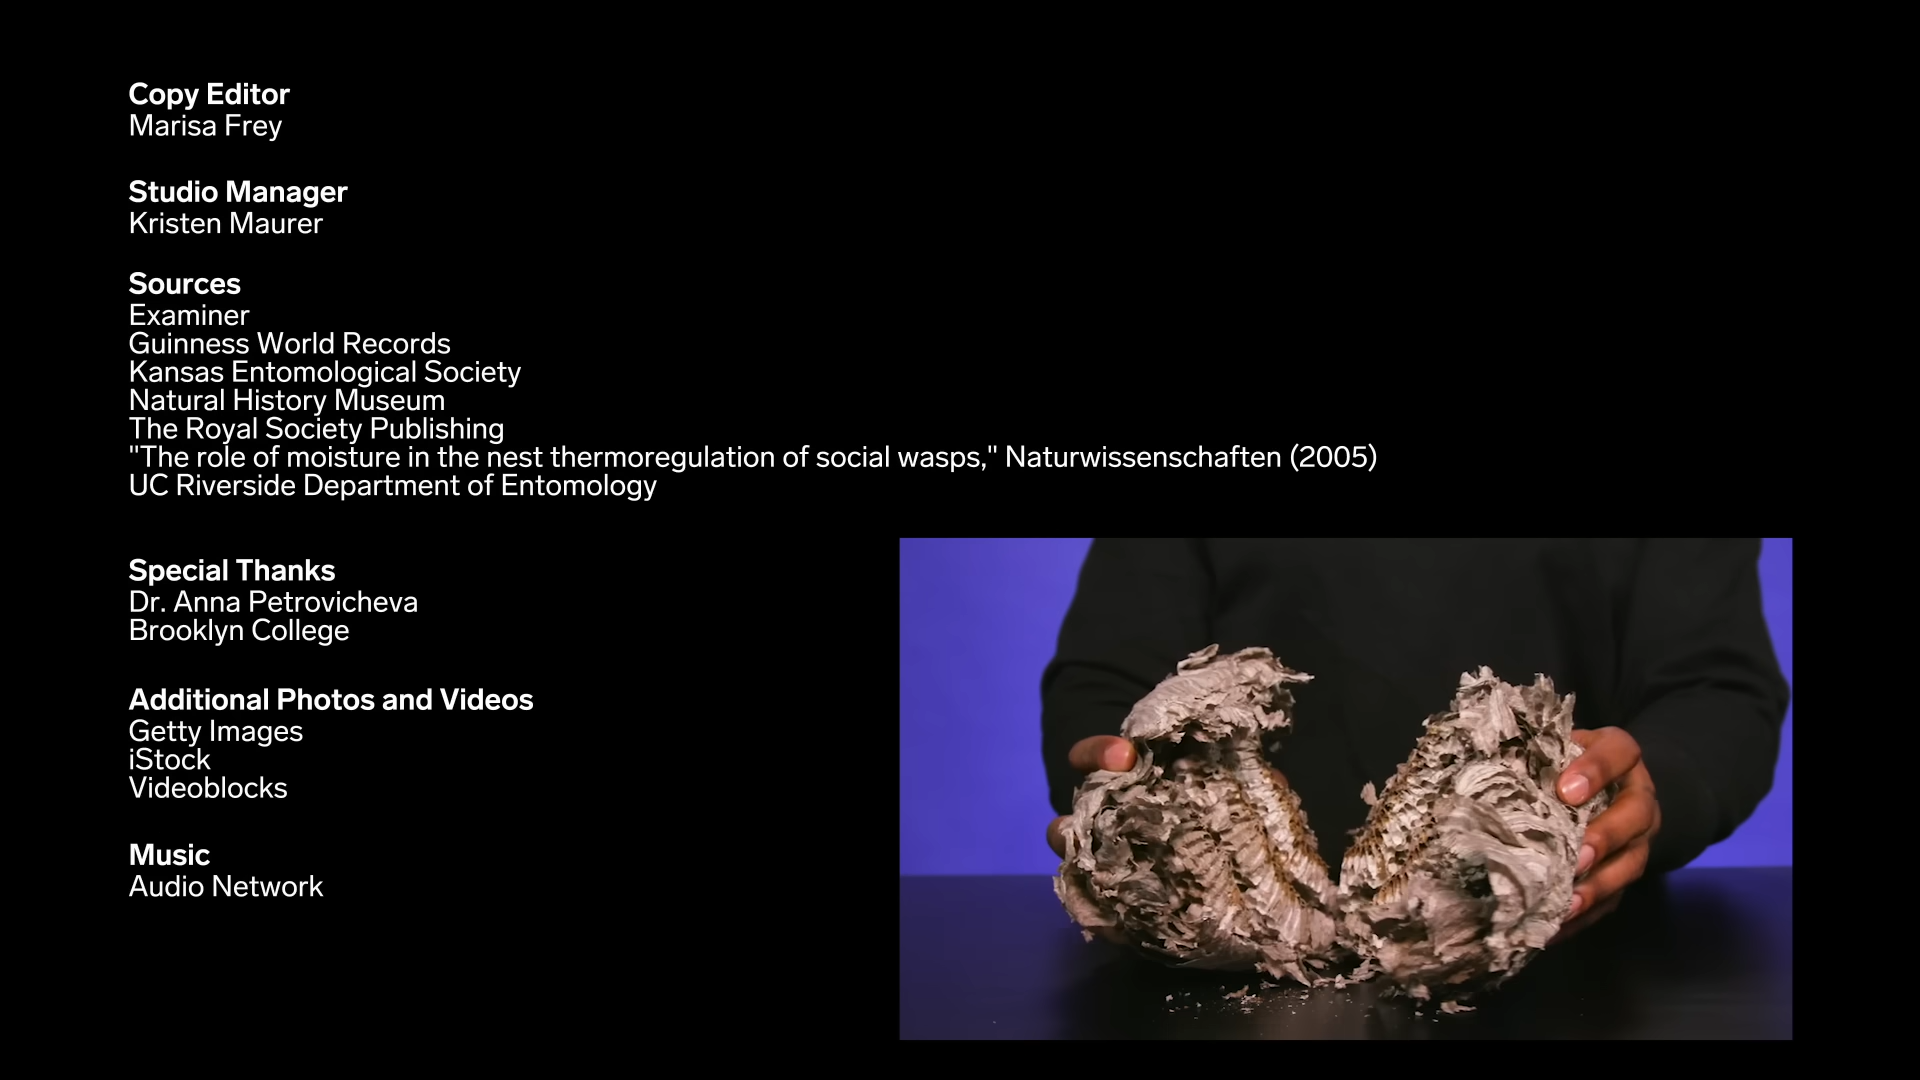 Copy Editor
Marisa Frey
Studio Manager
Kristen Maurer
Sources
Examiner
Guinness World Records
Kansas Entomological Society
Natural History Museum
The Royal Society Publishing
"The role of moisture in the nest thermoregulation of social wasps," Naturwissenschaften (2005)
UC Riverside Department of Entomology
Special Thanks
Dr. Anna Petrovicheva
Brooklyn College
Additional Photos and Videos
Getty Images
iStock
Videoblocks
Music
Audio Network